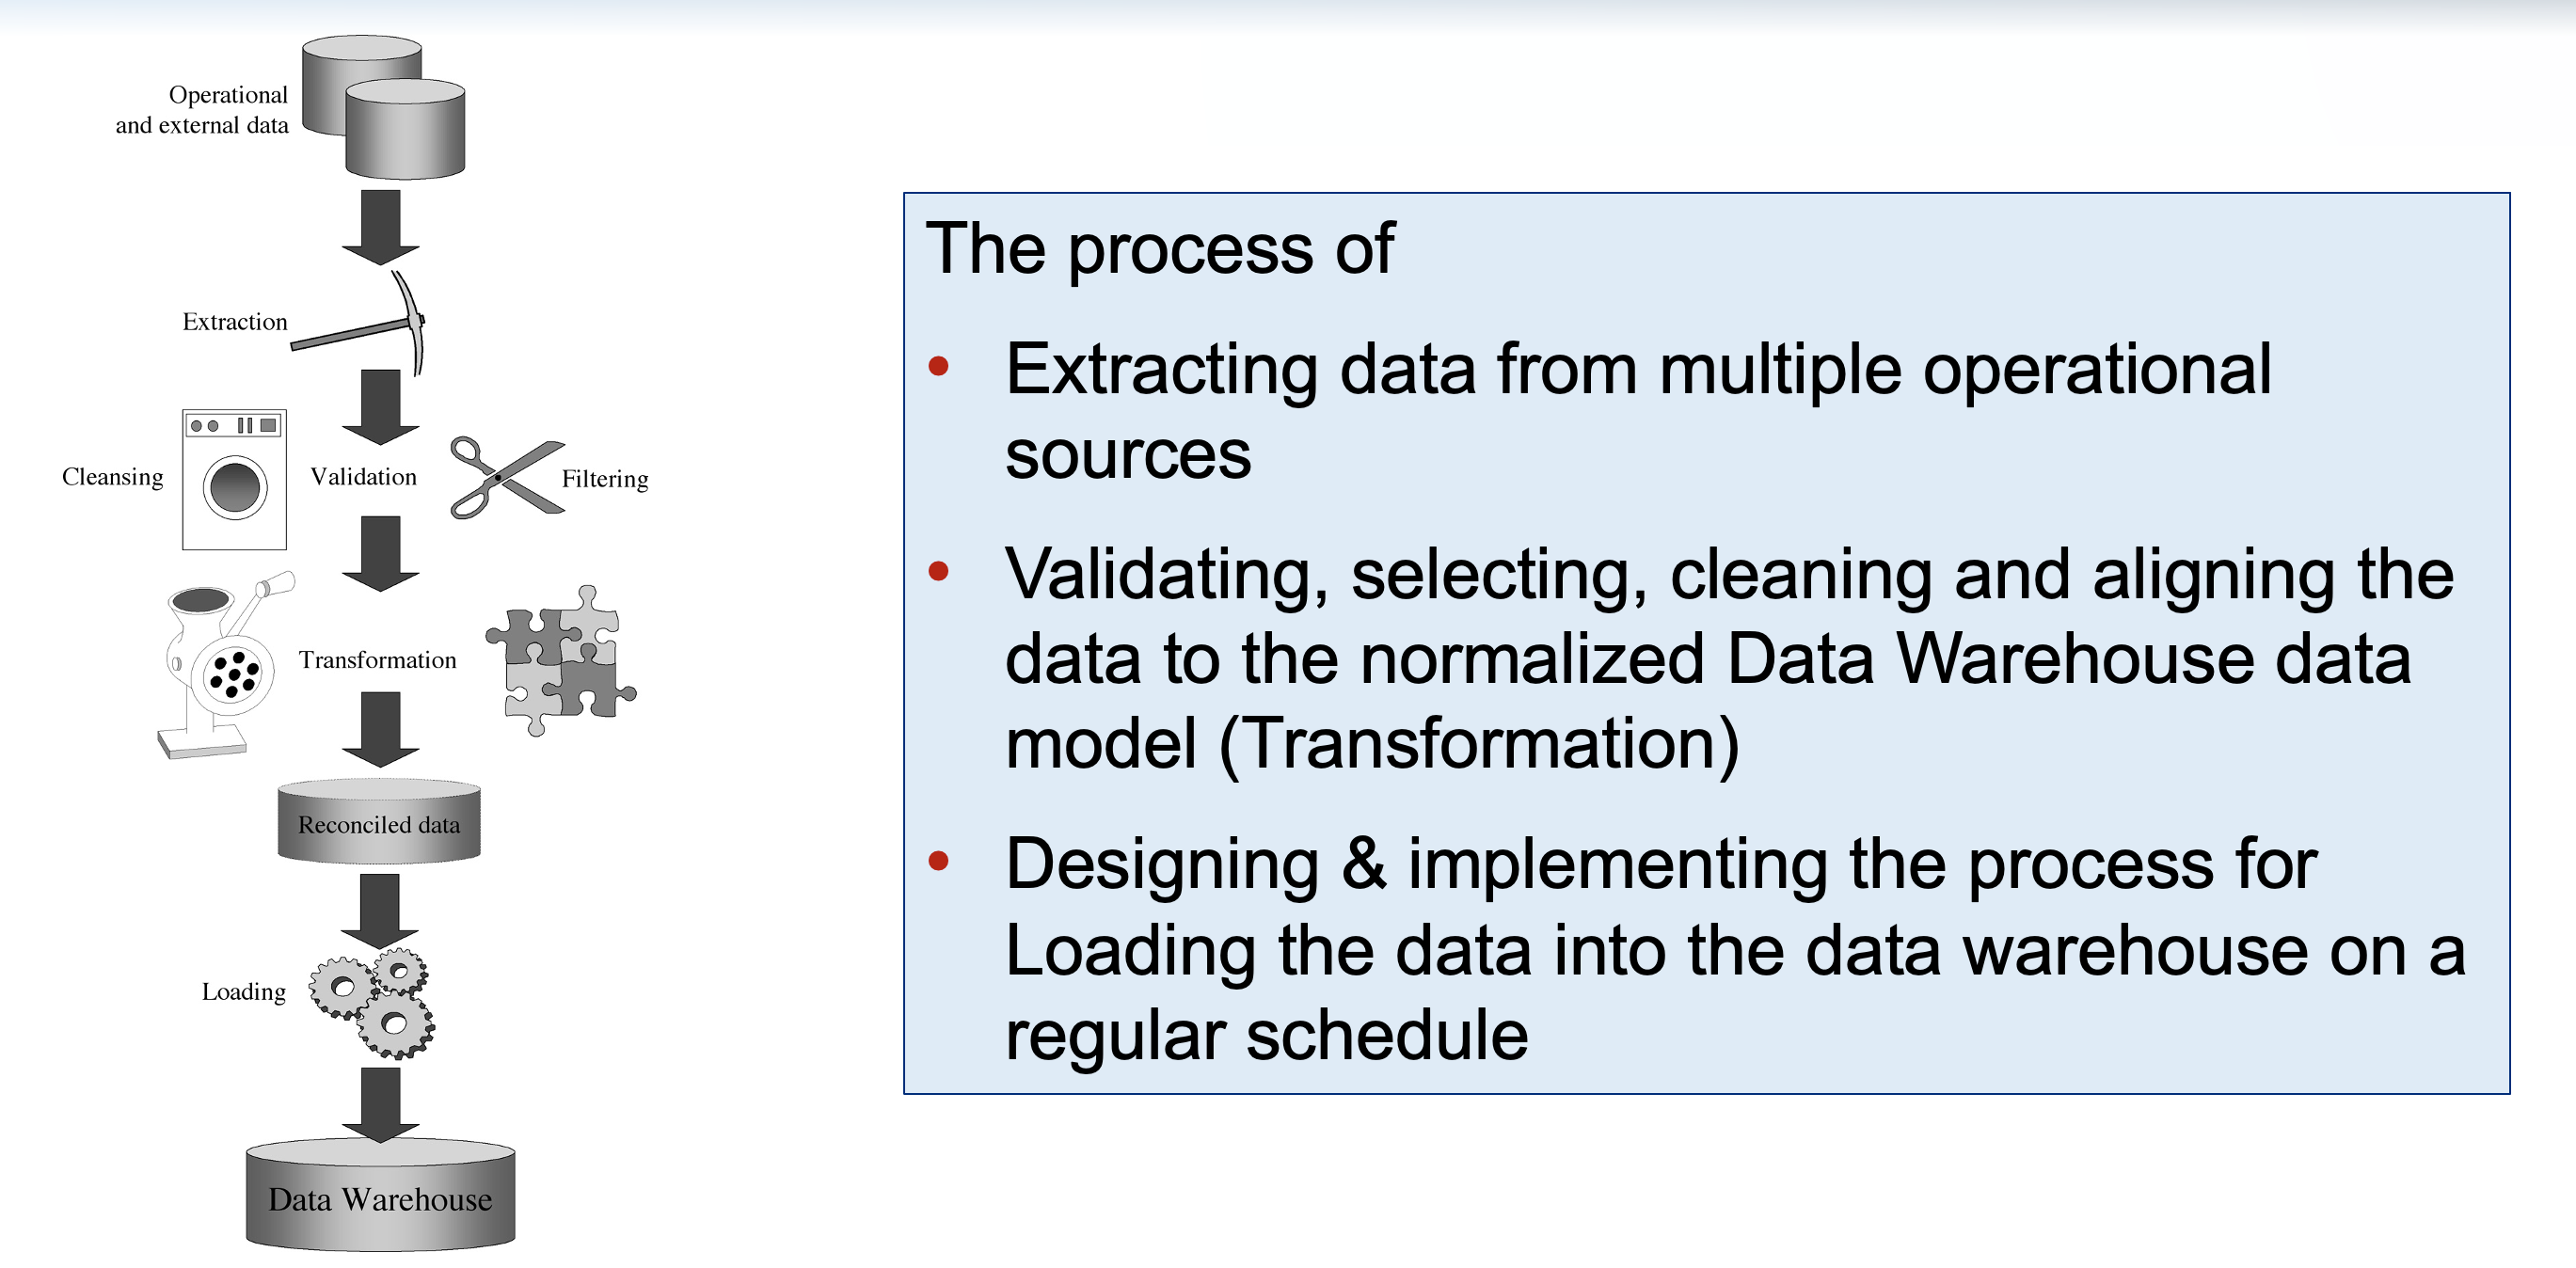 Operational
and external data
Extraction
Cleansing
Validation
Filtering
Transformation
Reconciled data
Loading
Data Warehouse
The process of
• Extracting data from multiple operational
sources
• Validating, selecting, cleaning and aligning the
data to the normalized Data Warehouse data
model (Transformation)
• Designing & implementing the process for
Loading the data into the data warehouse on a
regular schedule